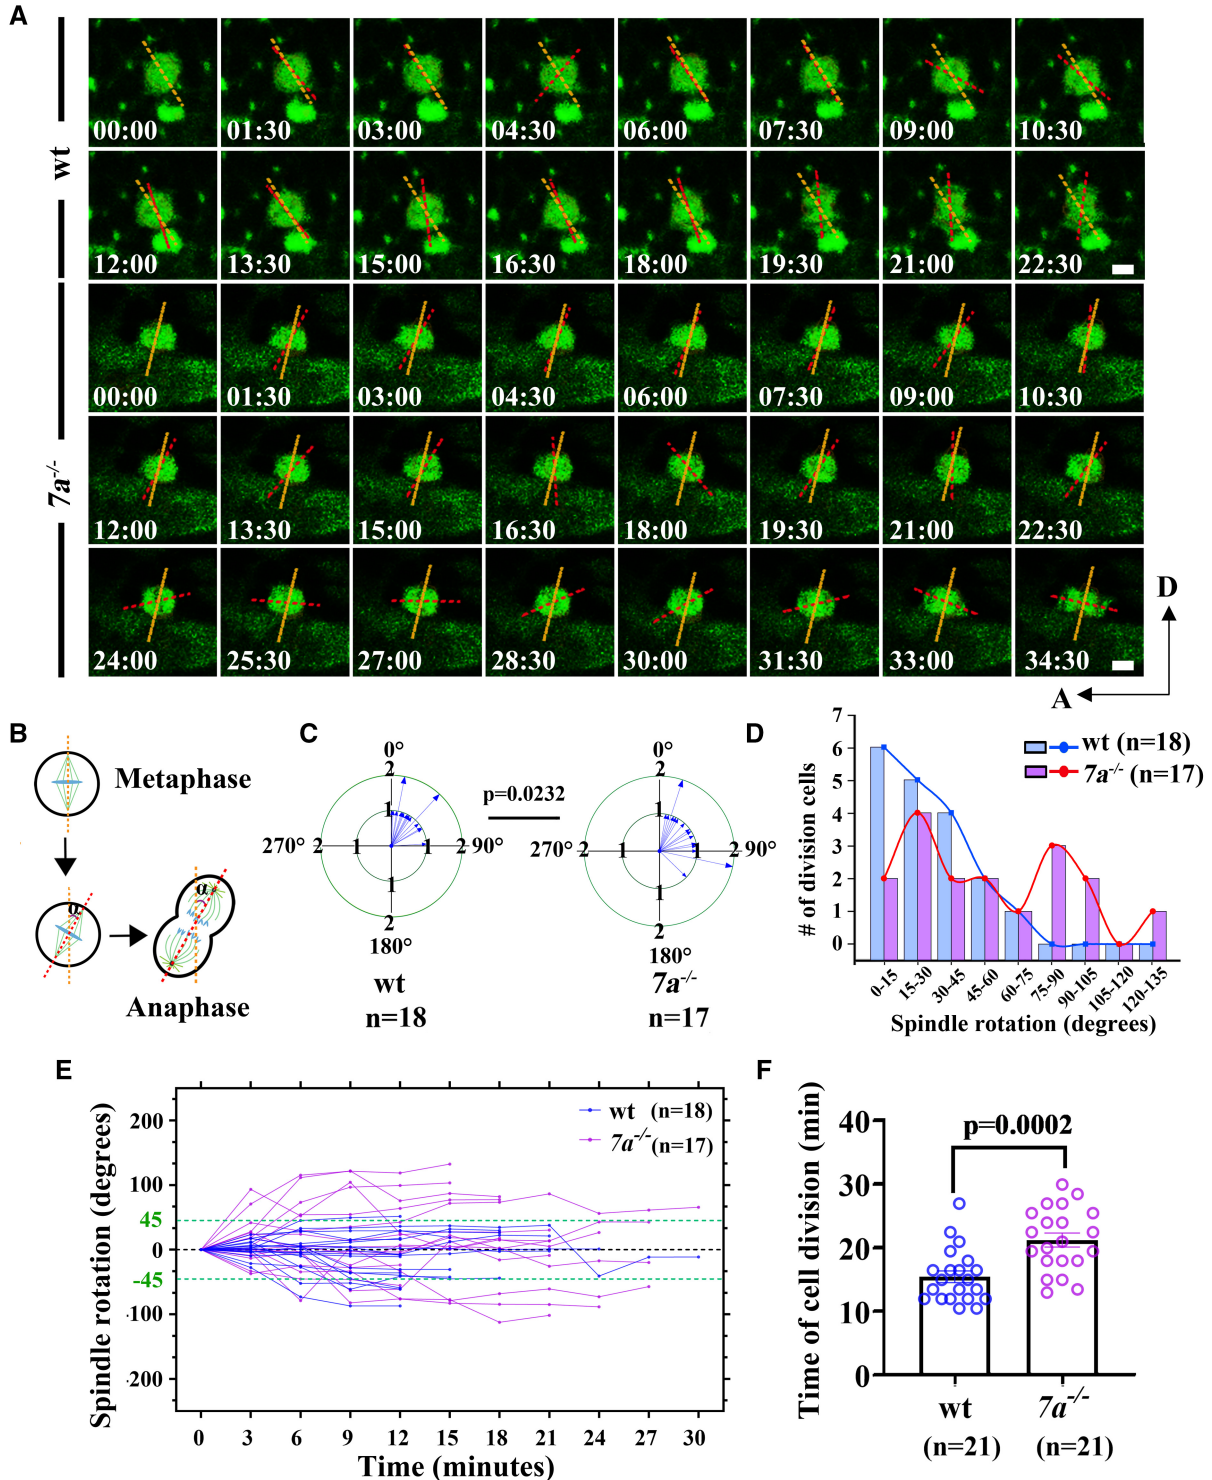 A
wt
00:00 01:30 03:00 04:30 06:00 07:30 09:00 10:30
12:00 13:30 15:00 16:30 18:00 19:30 21:00 22:30
7a-/-
00:00 01:30 03:00 04:30 06:00 07:30 09:00 10:30
12:00 13:30 15:00 16:30 18:00 19:30 21:00 22:30
24:00 25:30 27:00 28:30 30:00 31:30 33:00 34:30
D
A
B
Metaphase
α
α
Anaphase
C
0°
2
1
270° 2 1 1 2 90°
1
2
180°
wt
n=18
p=0.0232
0°
2
1
270° 2 1 1 2 90°
1
2
180°
7a-/-
n=17
D
# of division cells
7
6
5
4
3
2
1
0
wt (n=18)
7a-/- (n=17)
0-15 15-30 30-45 45-60 60-75 75-90 90-105 105-120 120-135
Spindle rotation (degrees)
E
Spindle rotation (degrees)
200
100
45
0
-45
-100
-200
wt (n=18)
7a-/- (n=17)
0 3 6 9 12 15 18 21 24 27 30
Time (minutes)
F
Time of cell division (min)
40
30
20
10
0
p=0.0002
wt 7a-/-
(n=21) (n=21)